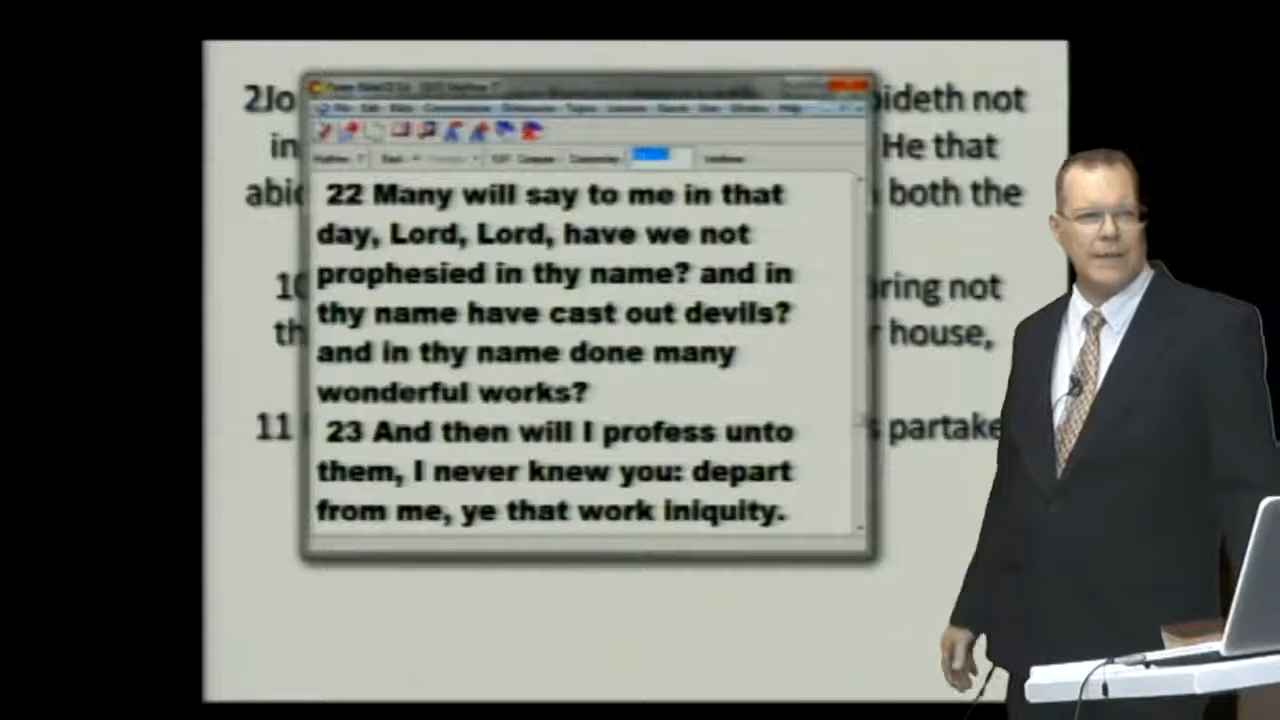 2Jo
ideth not
in
He that
abid
both the
22 Many will say to me in that
day, Lord, Lord, have we not
prophesied in thy name? and in
thy name have cast out devils?
and in thy name done many
wonderful works?
23 And then will I profess unto
them, I never knew you: depart
from me, ye that work iniquity.
10
ring not
th
house,
11
partake